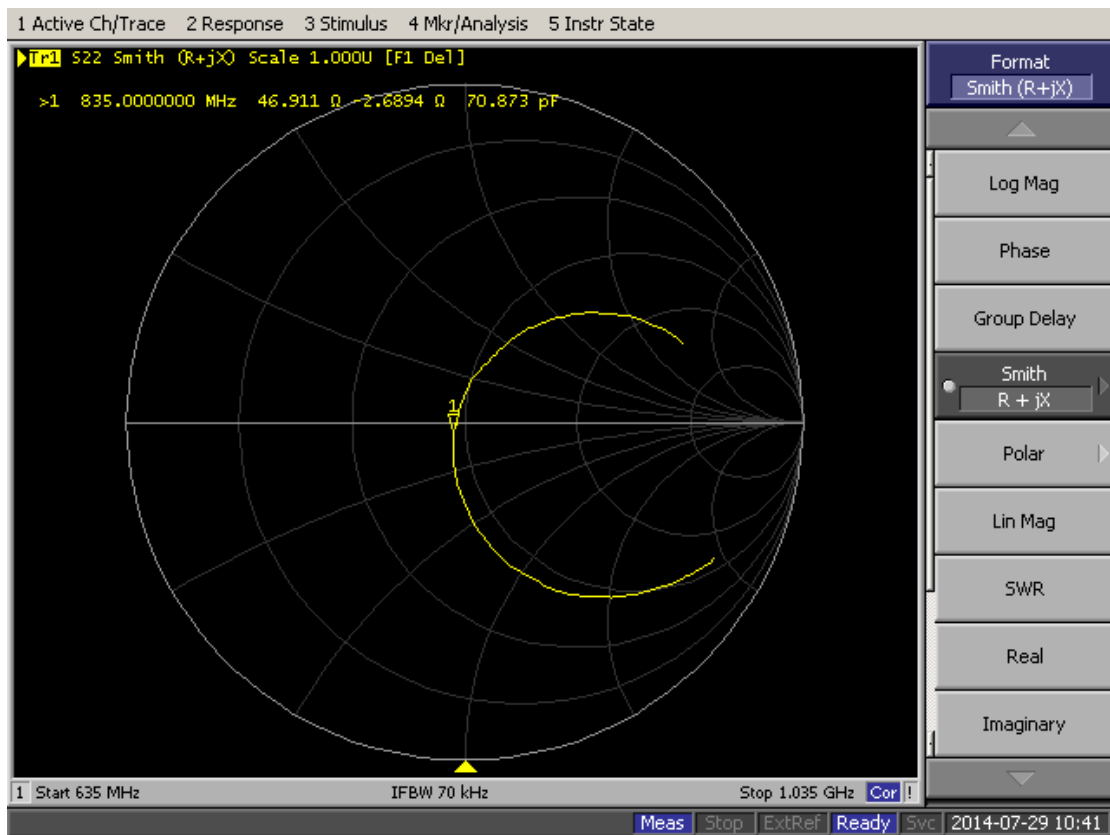 1 Active Ch/Trace 2 Response 3 Stimulus 4 Mkr/Analysis 5 Instr State
Tr1 S22 Smith (R+jX) Scale 1.000U [F1 Del]
>1 835.0000000 MHz 46.911 Ω -2.6894 Ω 70.873 pF
1
Format
Smith (R+jX)
Log Mag
Phase
Group Delay
Smith
R + jX
Polar
Lin Mag
SWR
Real
Imaginary
1 Start 635 MHz IFBW 70 kHz Stop 1.035 GHz Cor !
Meas Stop ExtRef Ready Svc 2014-07-29 10:41